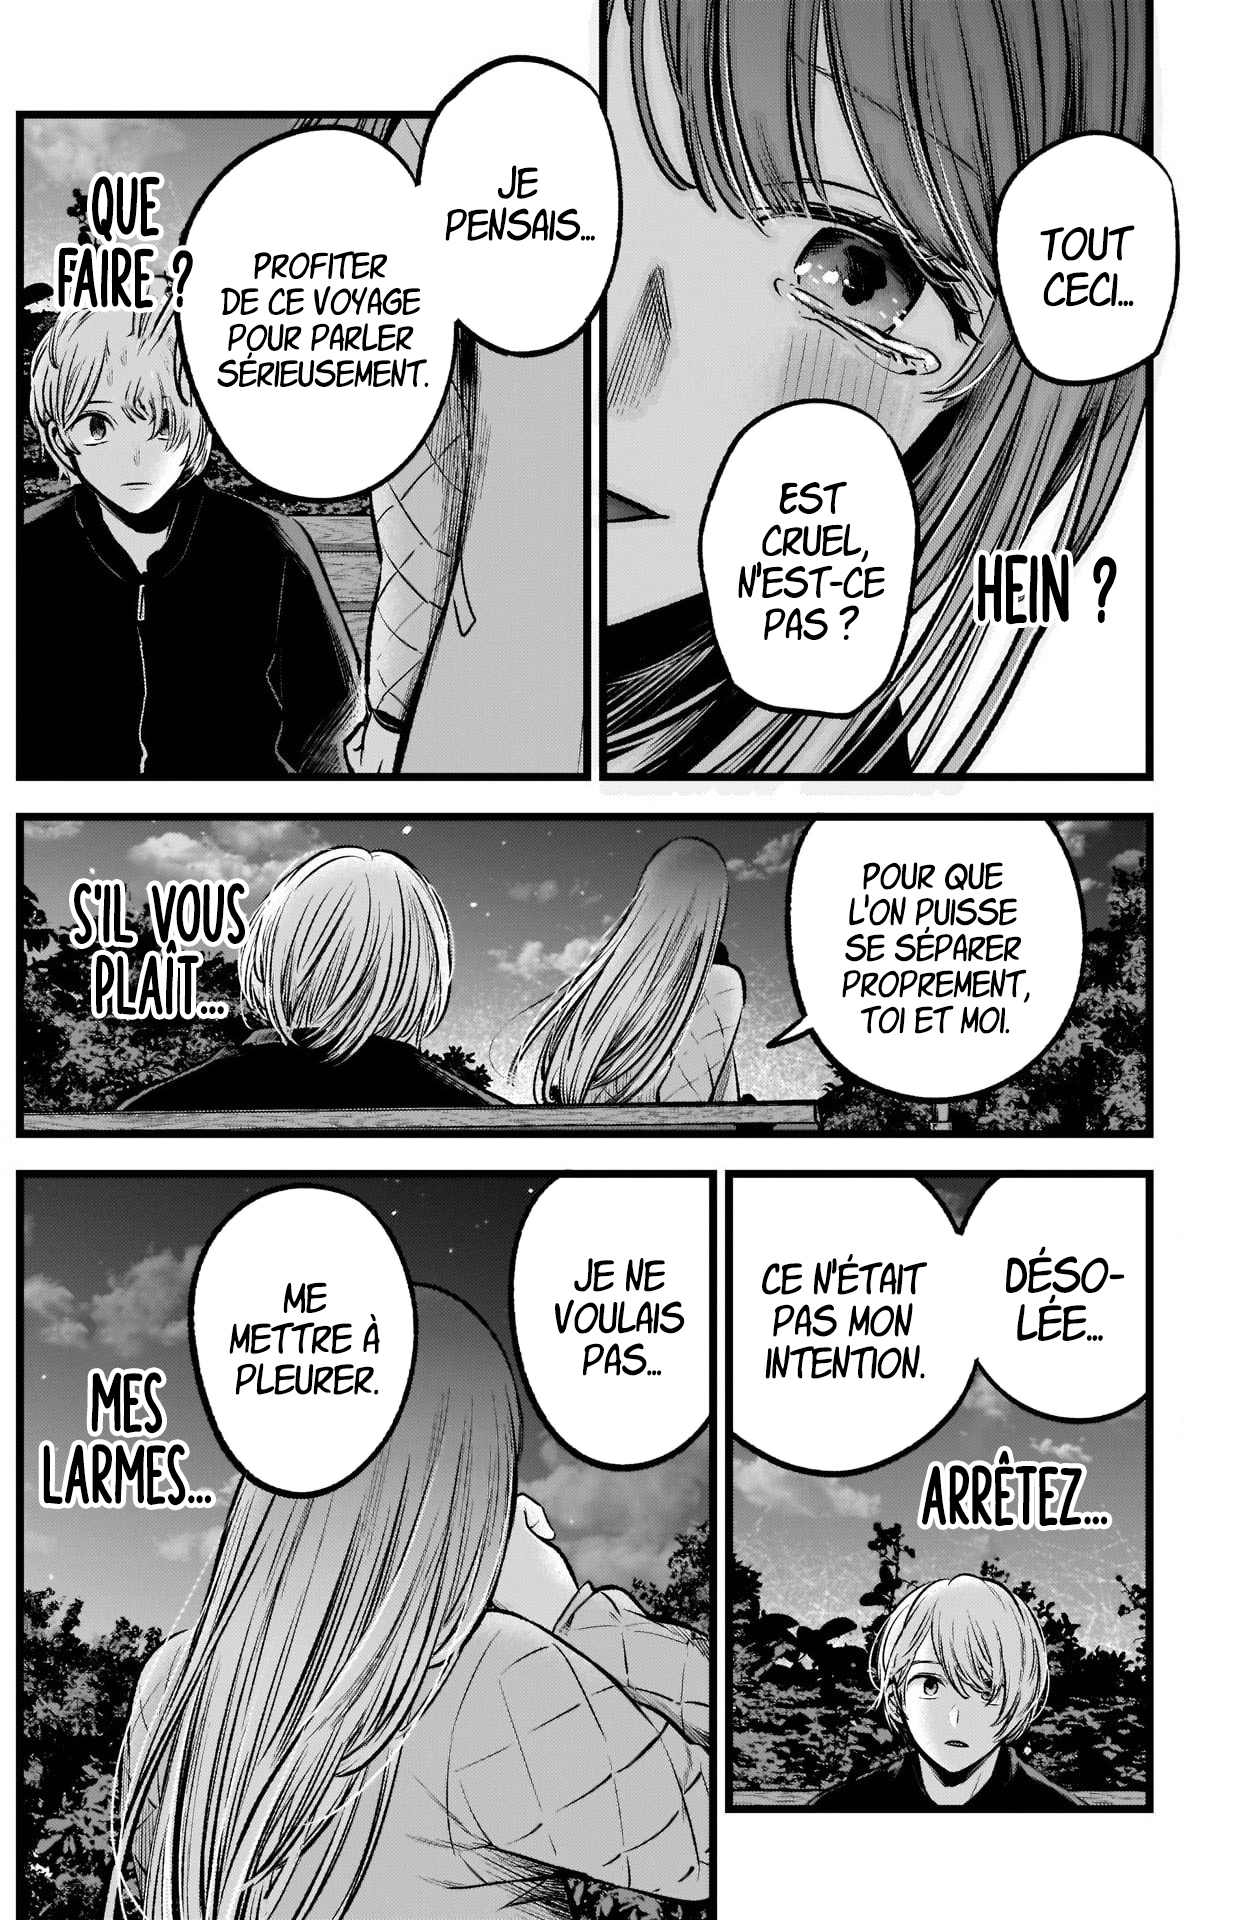 TOUT
CECI...
EST
CRUEL,
N'EST-CE
PAS ?
HEIN ?
JE
PENSAIS...
PROFITER
DE CE VOYAGE
POUR PARLER
SÉRIEUSEMENT.
QUE
FAIRE ?
POUR QUE
L'ON PUISSE
SE SÉPARER
PROPREMENT,
TOI ET MOI.
S'IL VOUS
PLAÎT...
DÉSO-
LÉE...
CE N'ÉTAIT
PAS MON
INTENTION.
ARRÊTEZ...
JE NE
VOULAIS
PAS...
ME
METTRE À
PLEURER.
MES
LARMES...